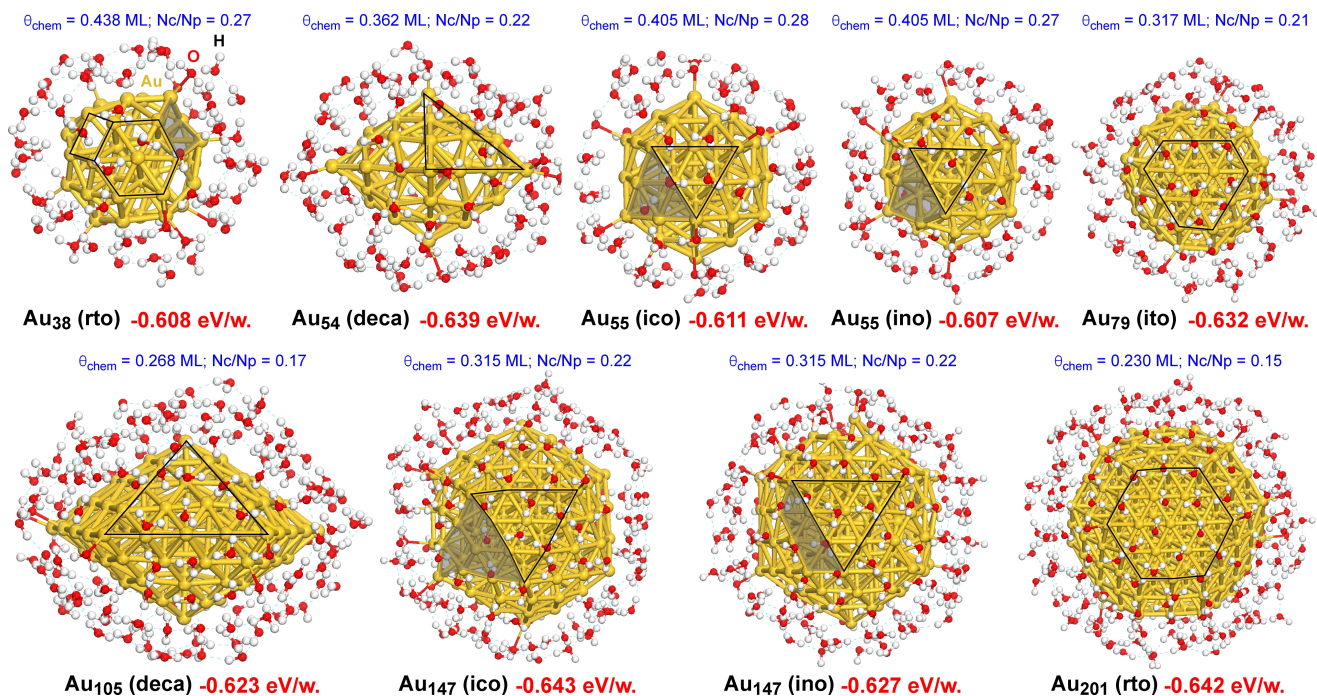 θchem = 0.438 ML; Nc/Np = 0.27
θchem = 0.362 ML; Nc/Np = 0.22
θchem = 0.405 ML; Nc/Np = 0.28
θchem = 0.405 ML; Nc/Np = 0.27
θchem = 0.317 ML; Nc/Np = 0.21
H
O
Au
Au38 (rto) -0.608 eV/w.
Au54 (deca) -0.639 eV/w.
Au55 (ico) -0.611 eV/w.
Au55 (ino) -0.607 eV/w.
Au79 (ito) -0.632 eV/w.
θchem = 0.268 ML; Nc/Np = 0.17
θchem = 0.315 ML; Nc/Np = 0.22
θchem = 0.315 ML; Nc/Np = 0.22
θchem = 0.230 ML; Nc/Np = 0.15
Au105 (deca) -0.623 eV/w.
Au147 (ico) -0.643 eV/w.
Au147 (ino) -0.627 eV/w.
Au201 (rto) -0.642 eV/w.